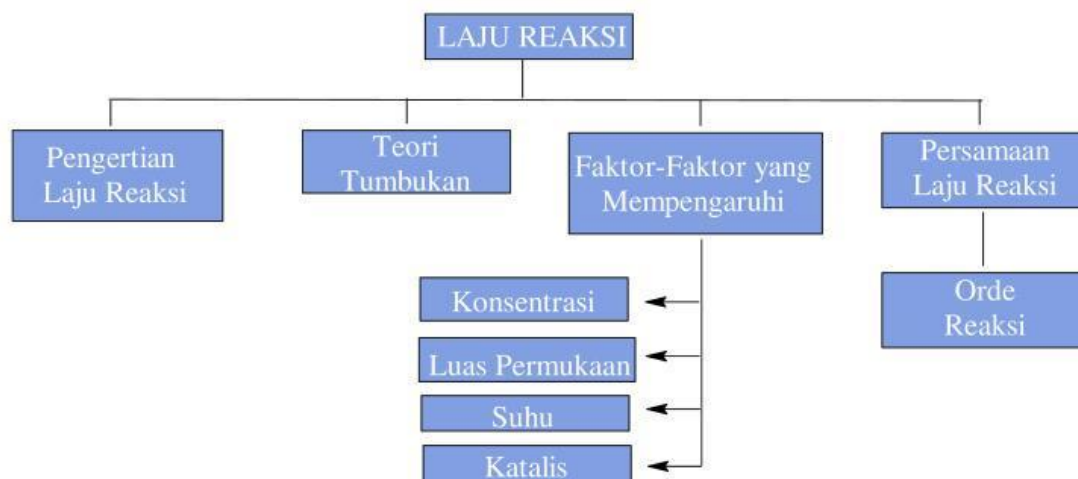 LAJU REAKSI
Pengertian
Laju Reaksi
Teori
Tumbukan
Faktor-Faktor yang
Mempengaruhi
Persamaan
Laju Reaksi
Konsentrasi
Luas Permukaan
Suhu
Katalis
Orde
Reaksi